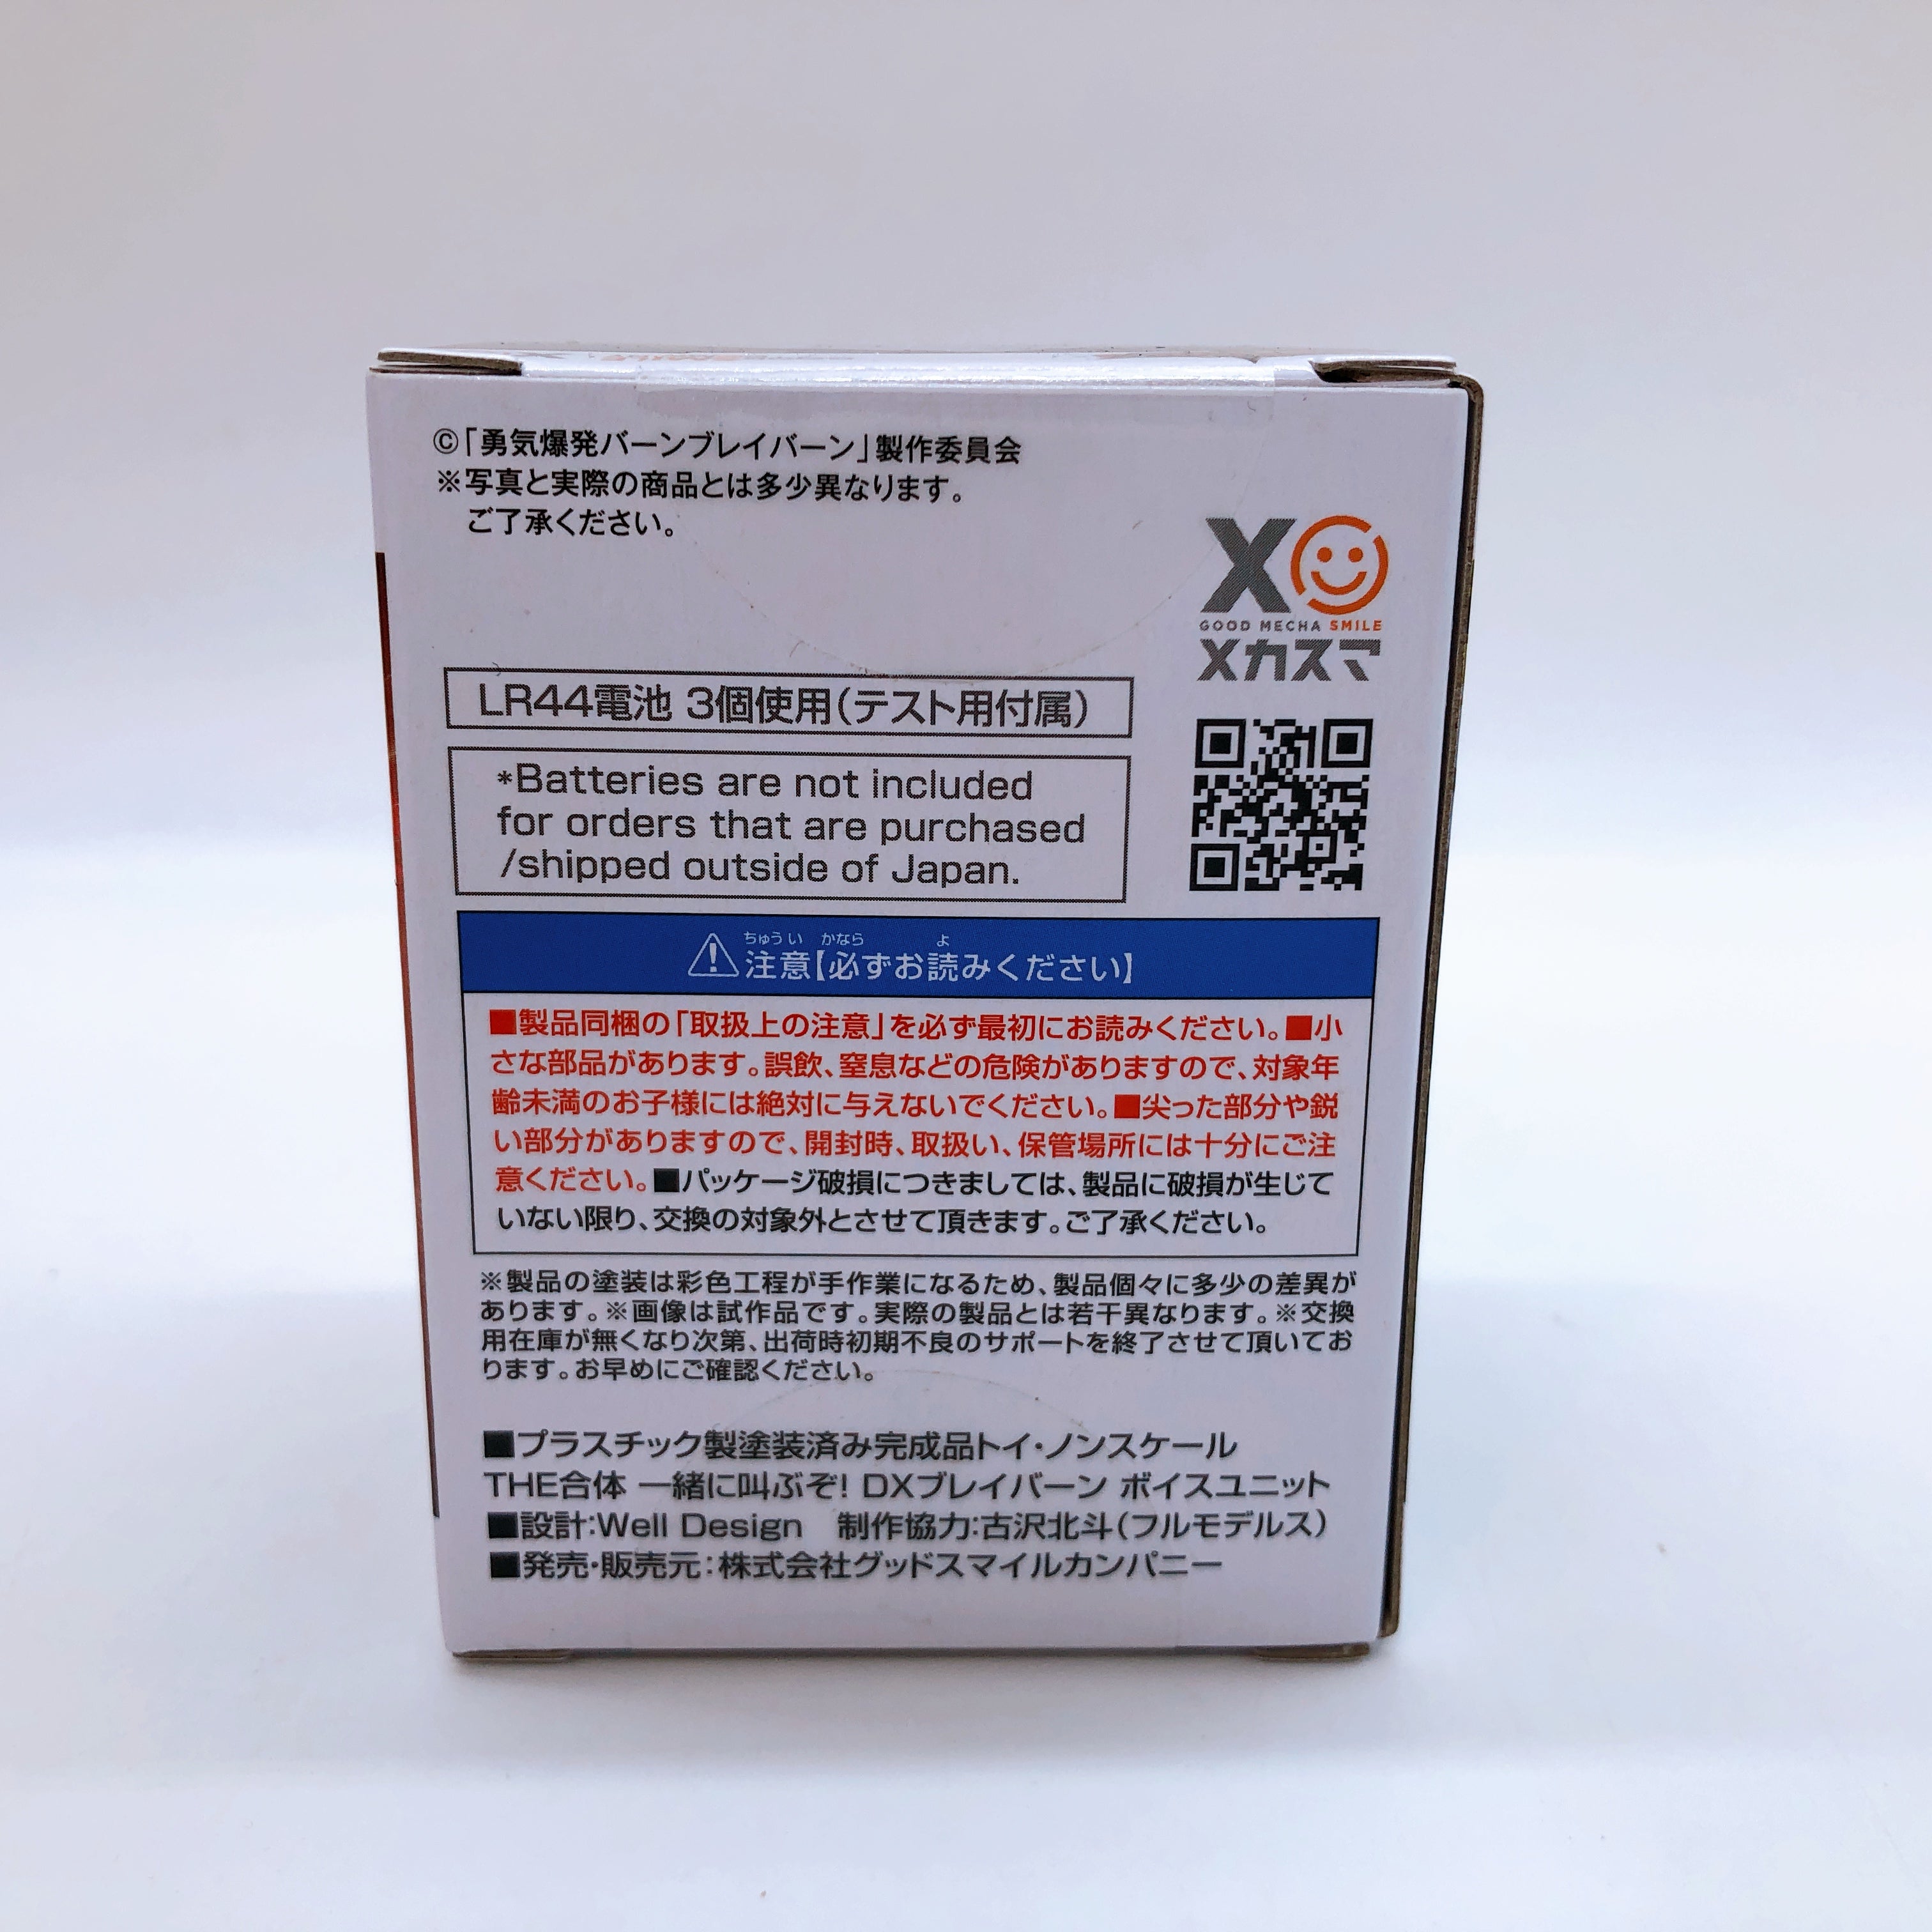 ©「勇気爆発バーンブレイバーン」製作委員会
※写真と実際の商品とは多少異なります。
ご了承ください。
GOOD MECHA SMILE
メカスマ
LR44電池 3個使用(テスト用付属)
*Batteries are not included
for orders that are purchased
/shipped outside of Japan.
ちゅうい かなら よ
注意【必ずお読みください】
■製品同梱の「取扱上の注意」を必ず最初にお読みください。■小
さな部品があります。誤飲、窒息などの危険がありますので、対象年
齢未満のお子様には絶対に与えないでください。■尖った部分や鋭
い部分がありますので、開封時、取扱い、保管場所には十分にご注
意ください。■パッケージ破損につきましては、製品に破損が生じて
いない限り、交換の対象外とさせて頂きます。ご了承ください。
※製品の塗装は彩色工程が手作業になるため、製品個々に多少の差異が
あります。※画像は試作品です。実際の製品とは若干異なります。※交換
用在庫が無くなり次第、出荷時初期不良のサポートを終了させて頂いてお
ります。お早めにご確認ください。
■プラスチック製塗装済み完成品トイ・ノンスケール
THE合体 一緒に叫ぶぞ! DXブレイバーン ボイスユニット
■設計:Well Design 制作協力:古沢北斗(フルモデルス)
■発売・販売元:株式会社グッドスマイルカンパニー